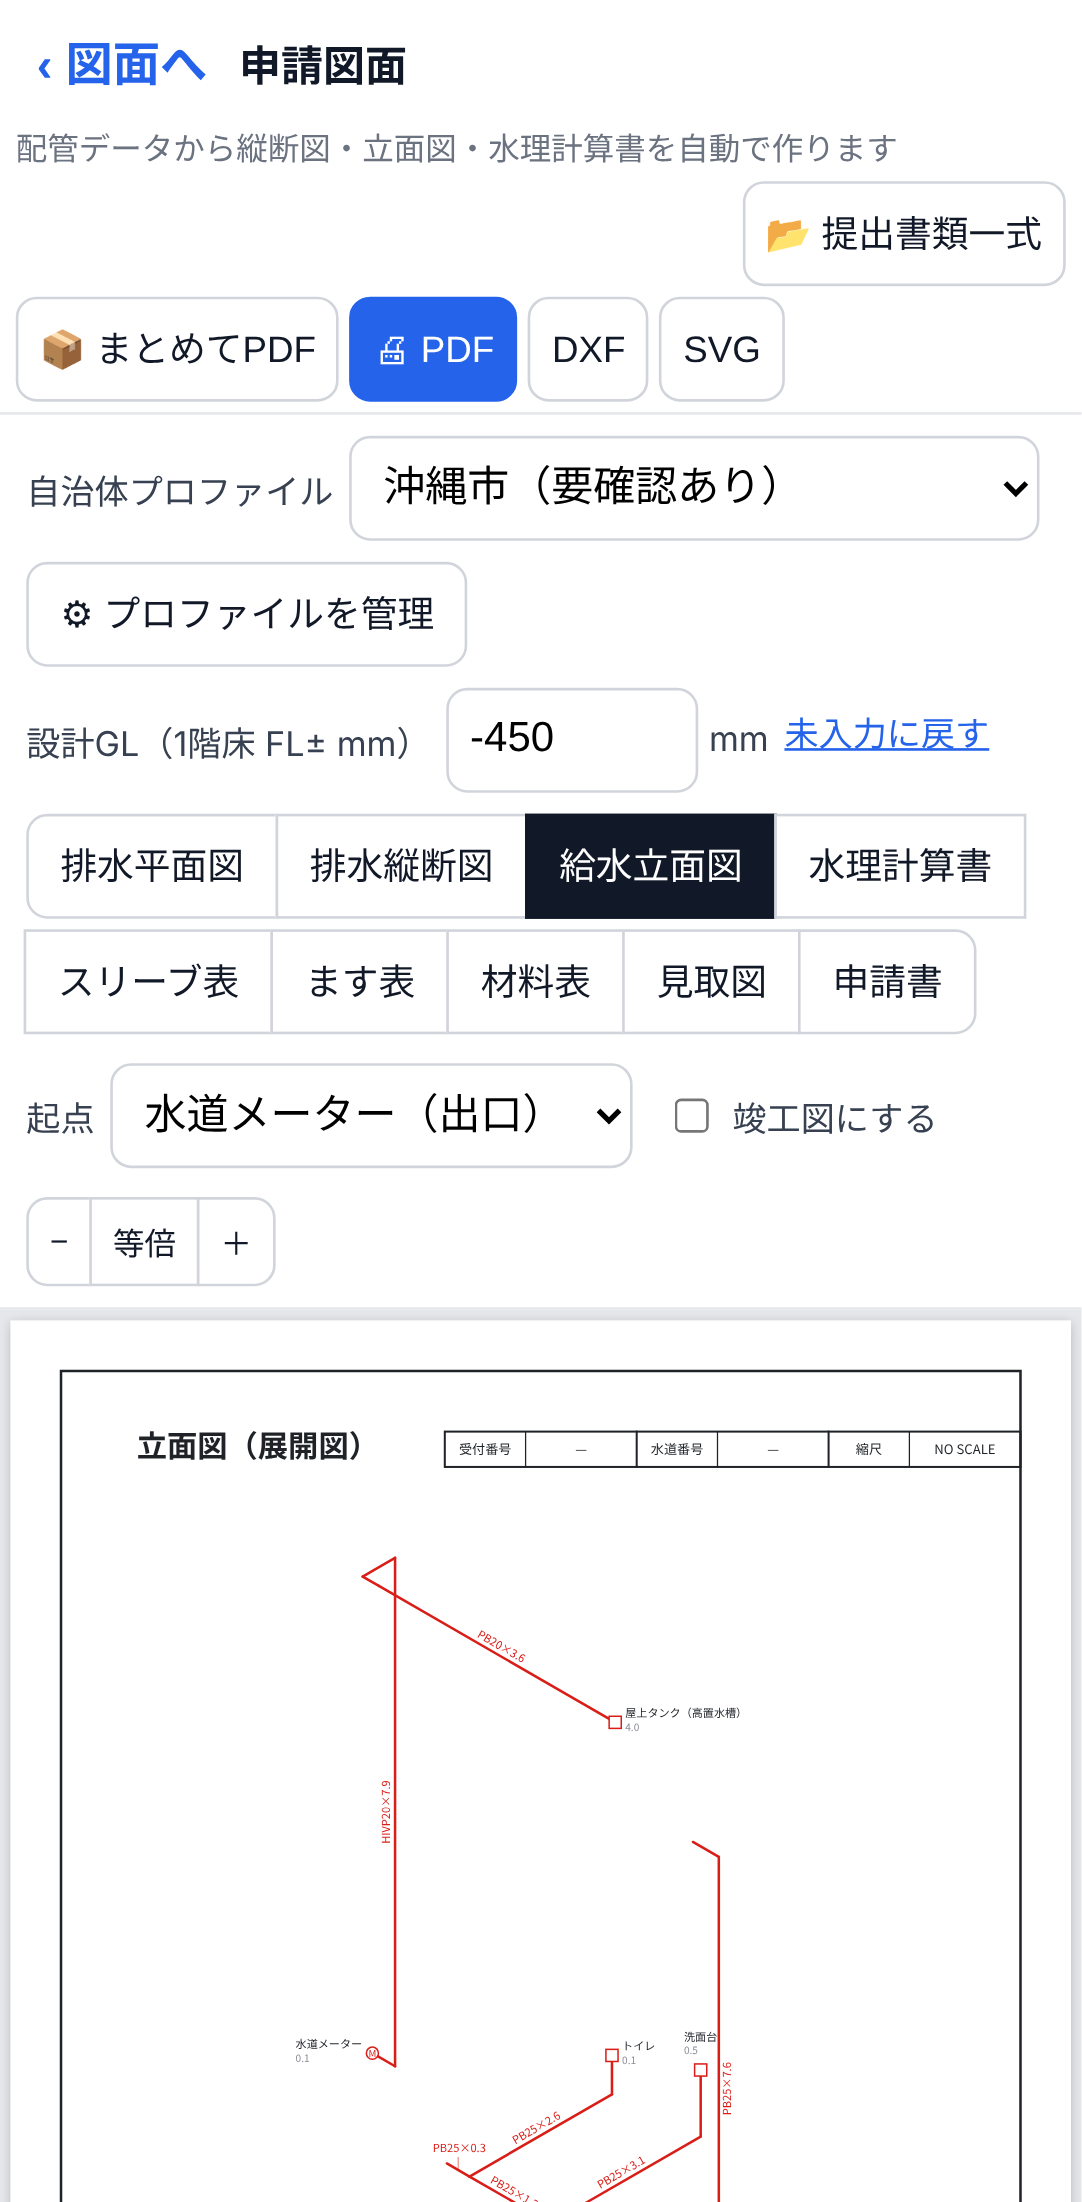 ‹ 図面へ 申請図面
配管データから縦断図・立面図・水理計算書を自動で作ります
📂 提出書類一式
📦 まとめてPDF 🖨 PDF DXF SVG
自治体プロファイル 沖縄市（要確認あり）
⚙ プロファイルを管理
設計GL（1階床 FL± mm） -450 mm 未入力に戻す
排水平面図 排水縦断図 給水立面図 水理計算書
スリーブ表 ます表 材料表 見取図 申請書
起点 水道メーター（出口） 竣工図にする
− 等倍 ＋
立面図（展開図） 受付番号 — 水道番号 — 縮尺 NO SCALE
PB20×3.6
屋上タンク（高置水槽）
4.0
HIVP20×7.9
水道メーター
0.1
M
トイレ
0.1
洗面台
0.5
PB25×7.6
PB25×2.6
PB25×0.3
PB25×3.1